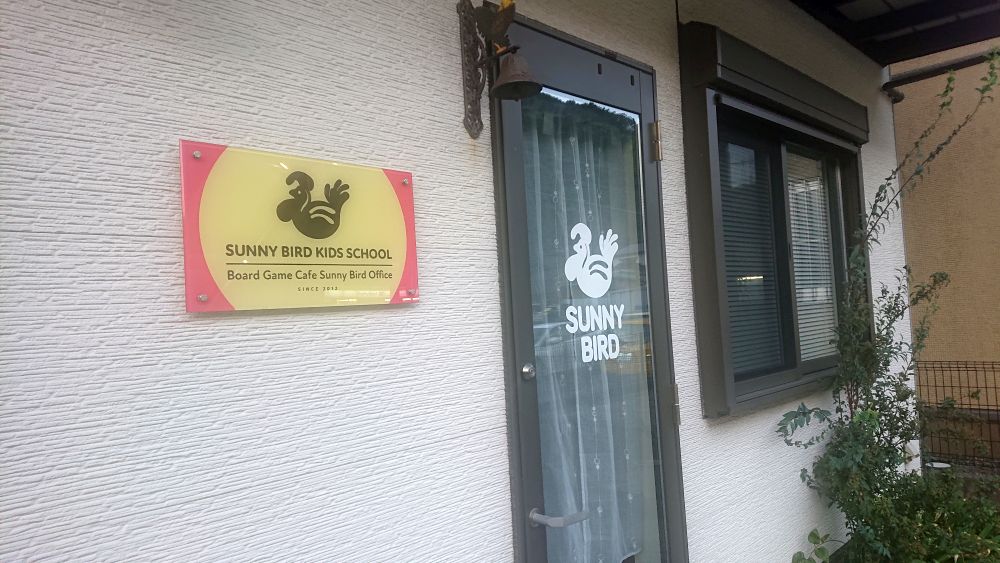 SUNNY BIRD KIDS SCHOOL
Board Game Cafe Sunny Bird Office
SINCE 2012
SUNNY
BIRD